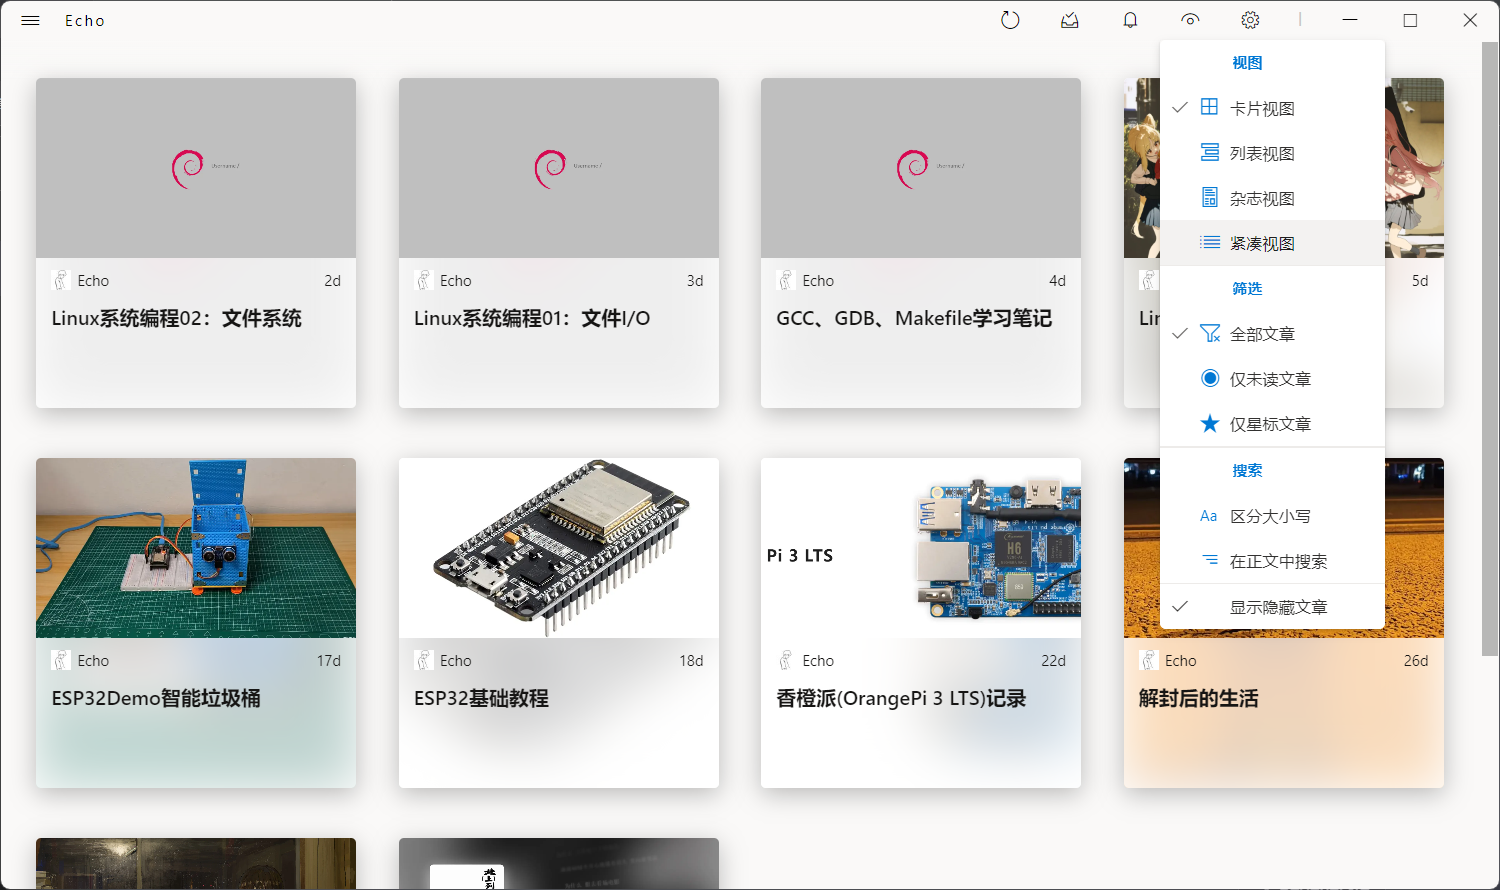 Echo
视图
卡片视图
列表视图
杂志视图
紧凑视图
筛选
全部文章
仅未读文章
仅星标文章
搜索
Aa 区分大小写
在正文中搜索
显示隐藏文章
Echo 2d
Linux系统编程02：文件系统
Echo 3d
Linux系统编程01：文件I/O
Echo 4d
GCC、GDB、Makefile学习笔记
5d
Lin
Echo 17d
ESP32Demo智能垃圾桶
Echo 18d
ESP32基础教程
Pi 3 LTS
H6
Echo 22d
香橙派(OrangePi 3 LTS)记录
Echo 26d
解封后的生活